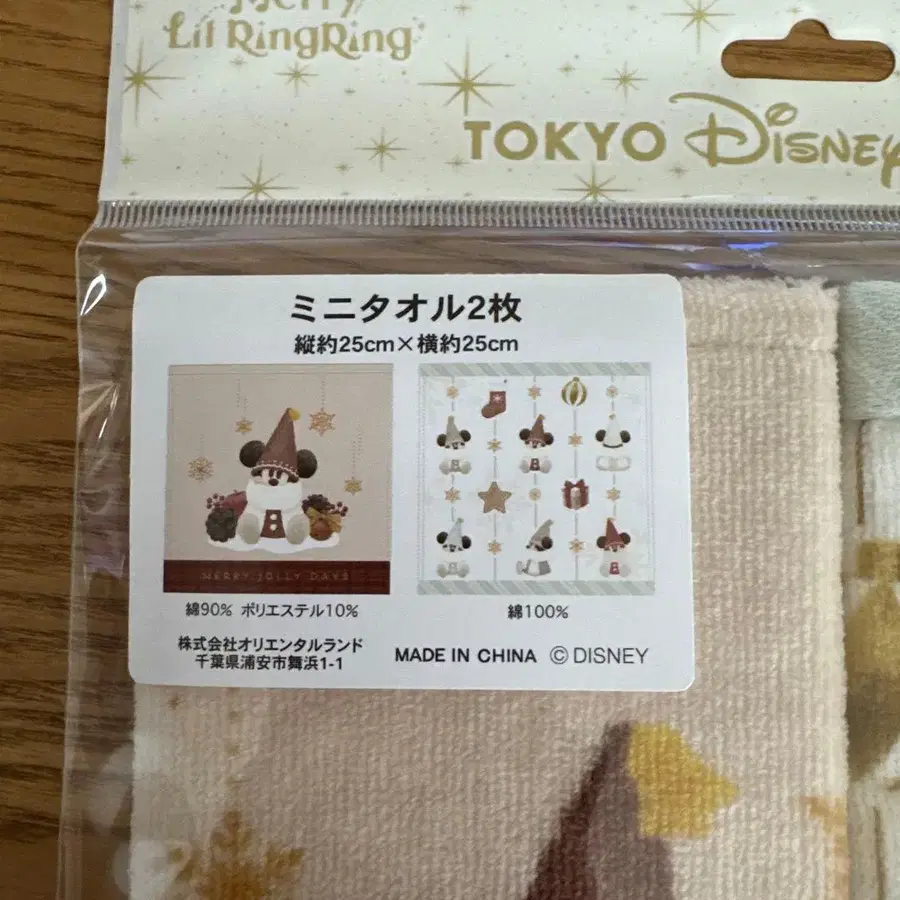 Merry
Lil RingRing
TOKYO Disney
ミニタオル2枚
縦約25cm×横約25cm
MERRY JOLLY DAYS
綿90% ポリエステル10%
綿100%
株式会社オリエンタルランド
千葉県浦安市舞浜1-1
MADE IN CHINA ©DISNEY